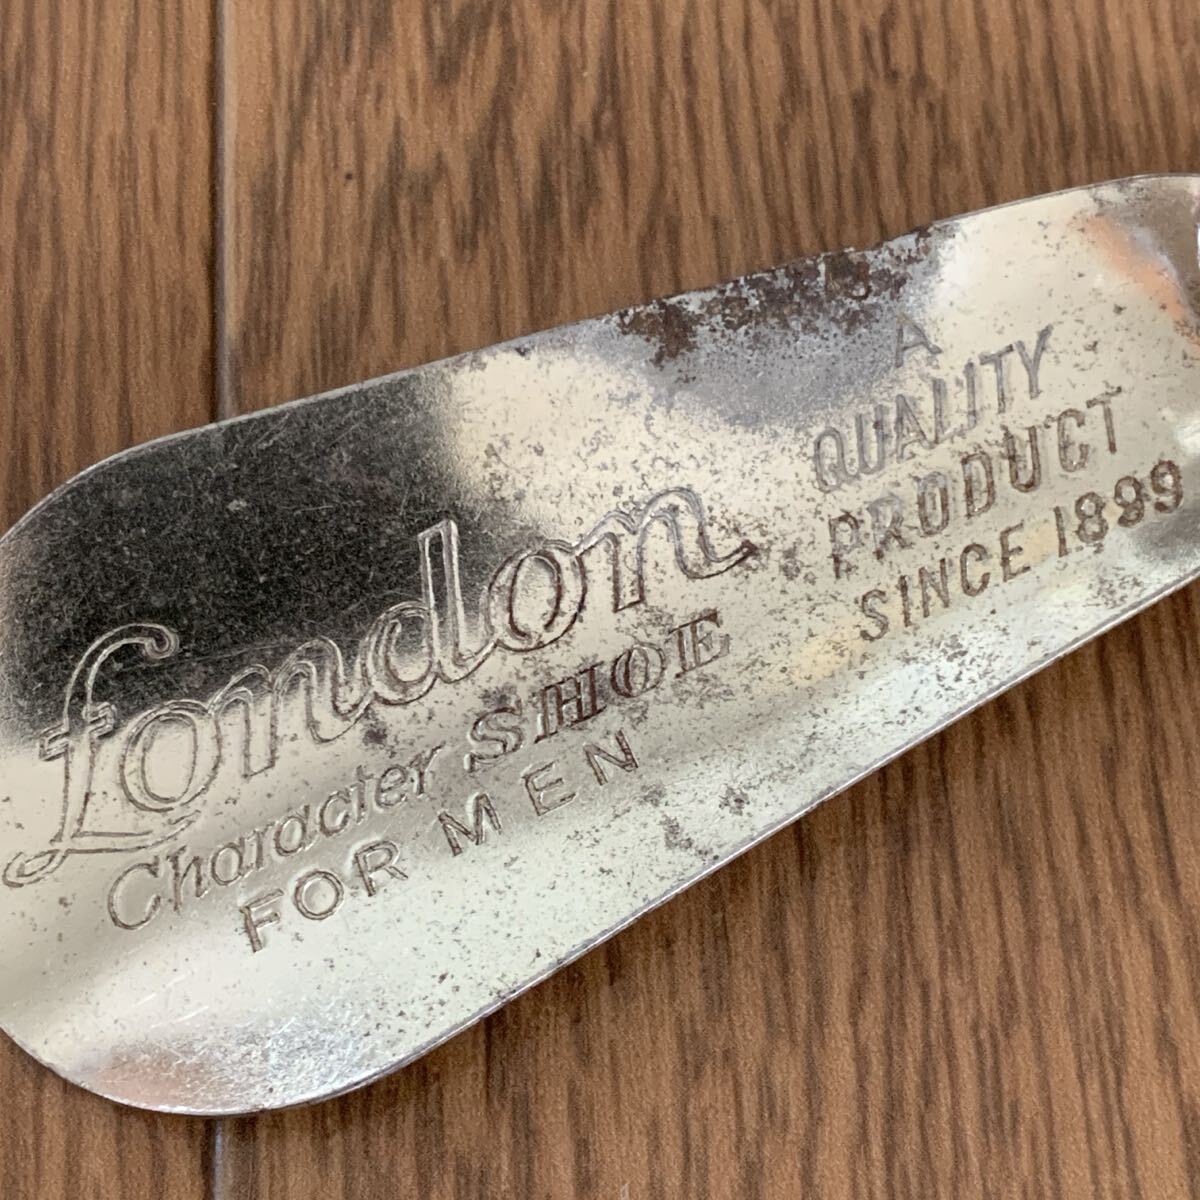 London
Character SHOE
FOR MEN
A
QUALITY
PRODUCT
SINCE 1899